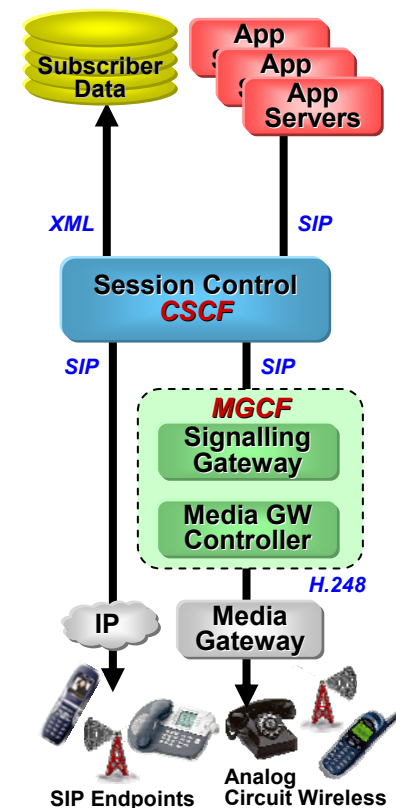 Subscriber
Data
App
S
App
S
App
Servers
XML
SIP
Session Control
CSCF
SIP
SIP
MGCF
Signalling
Gateway
Media GW
Controller
H.248
IP
Media
Gateway
SIP Endpoints
Analog
Circuit Wireless